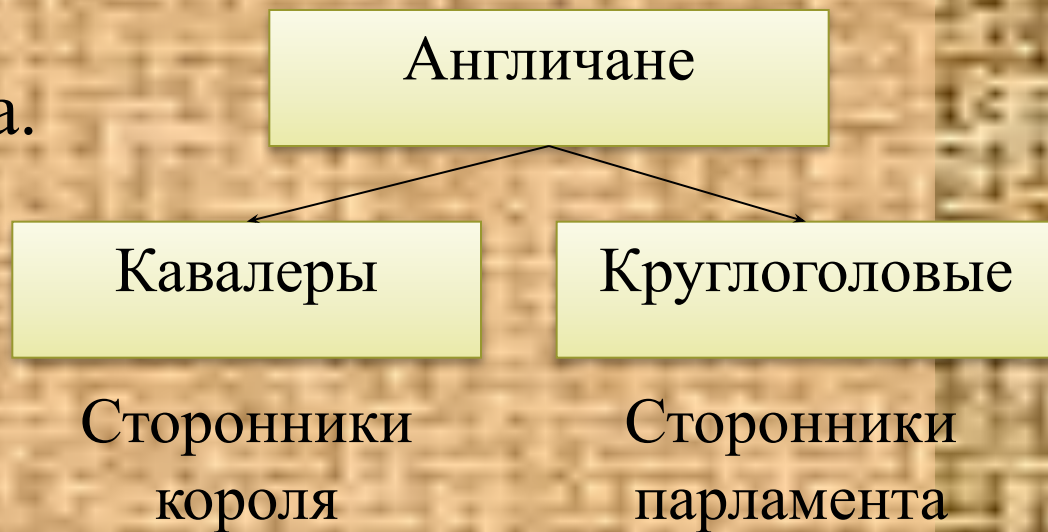 Англичане
а.
Кавалеры
Круглоголовые
Сторонники
короля
Сторонники
парламента